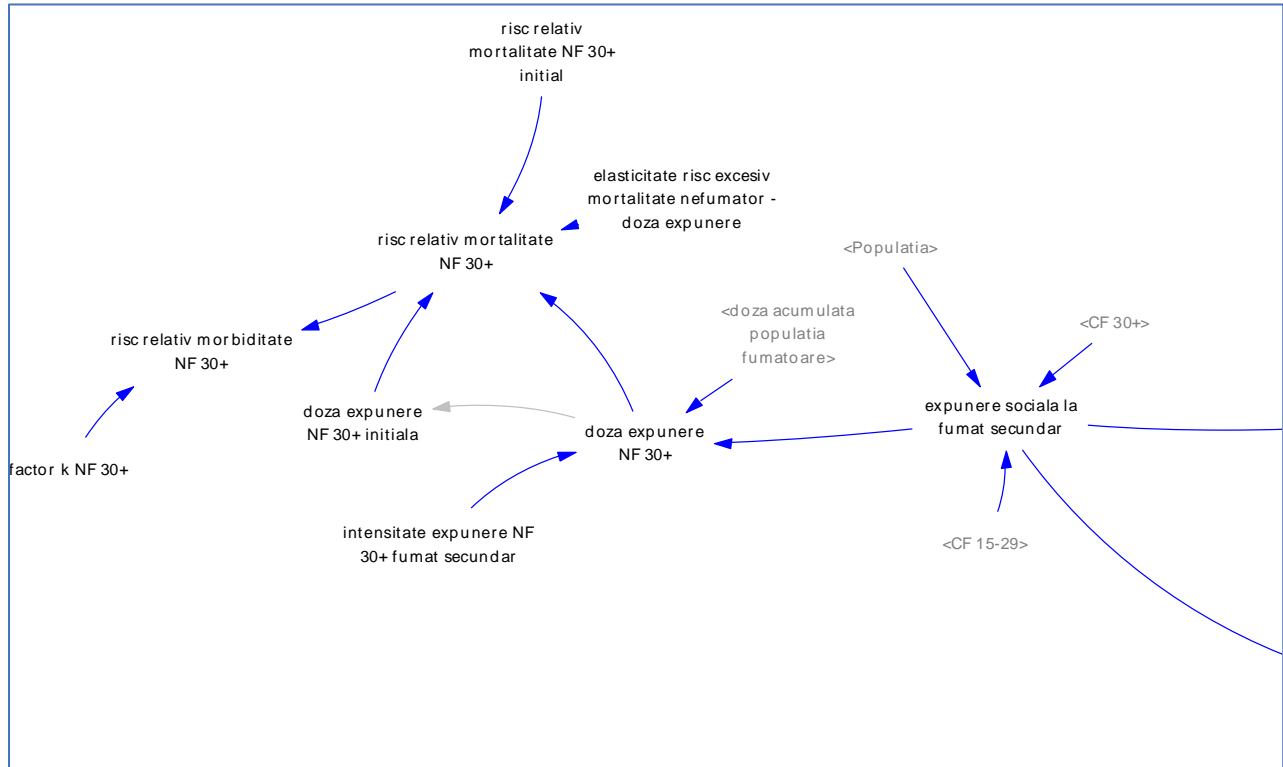 risc relativ
mortalitate NF 30+
initial
elasticitate risc excesiv
mortalitate nefumator -
doza expunere
risc relativ mortalitate
NF 30+
<Populatia>
<doza acumulata
populatia
fumatoare>
<CF 30+>
risc relativ morbiditate
NF 30+
doza expunere
NF 30+ initiala
doza expunere
NF 30+
expunere sociala la
fumat secundar
factor k NF 30+
intensitate expunere NF
30+ fumat secundar
<CF 15-29>